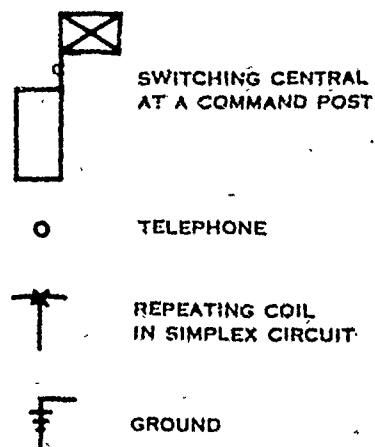 SWITCHING CENTRAL
AT A COMMAND POST
TELEPHONE
REPEATING COIL
IN SIMPLEX CIRCUIT
GROUND